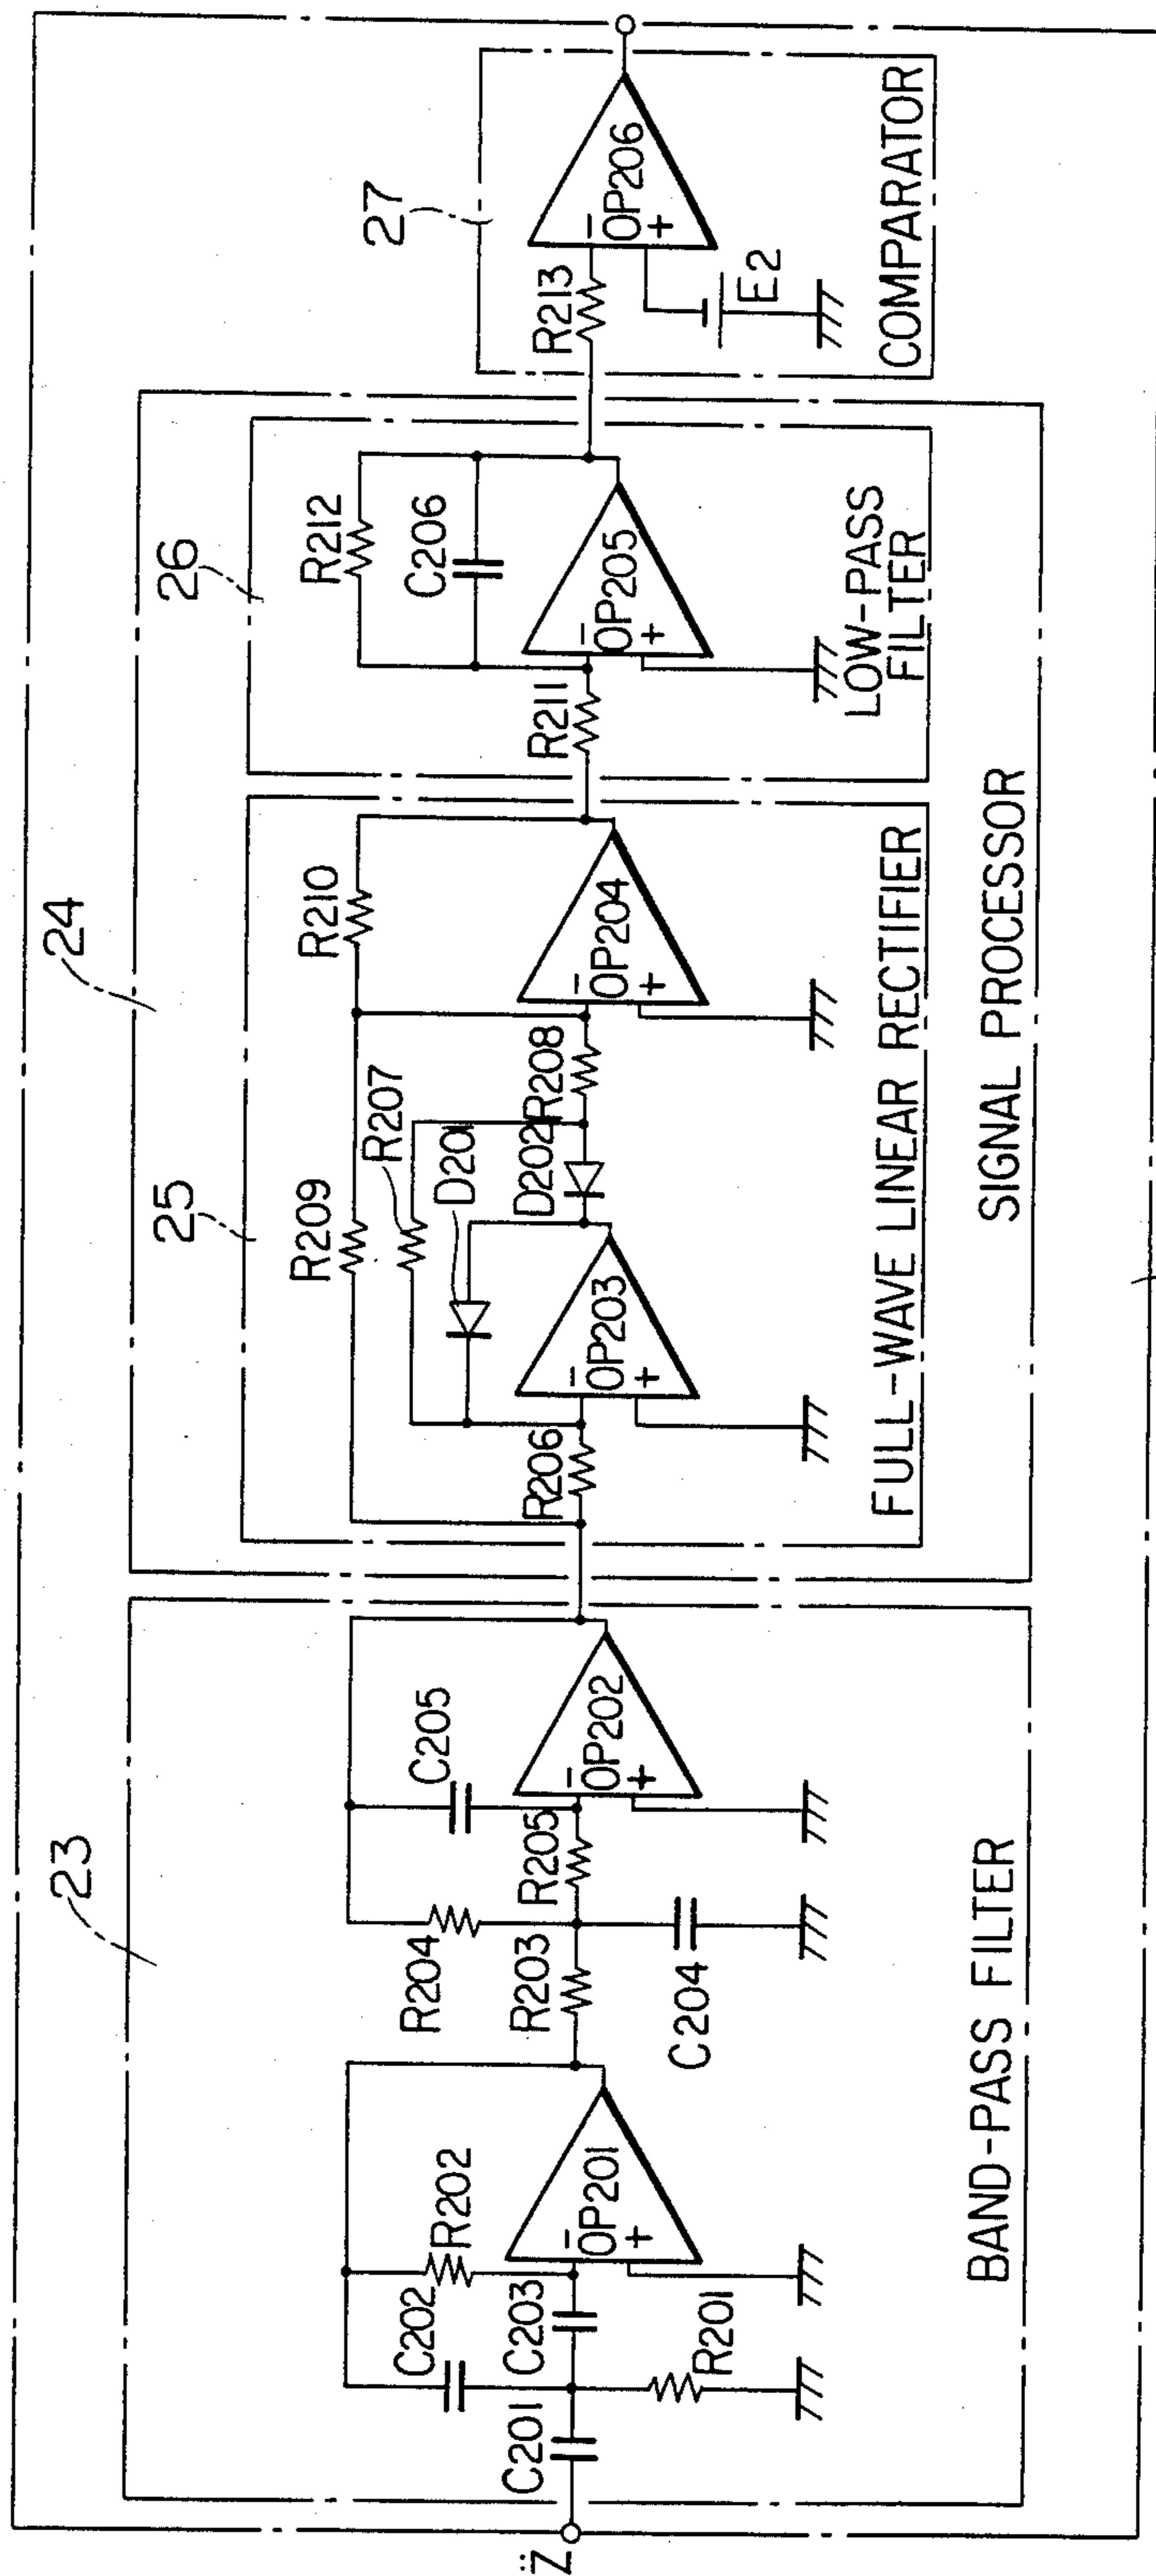 Z̈
23
C201
C202
R202
C203
R201
OP201
−
+
R204
R203
C204
C205
R205
OP202
−
+
BAND-PASS FILTER
24
25
R209
R206
R207
D201
OP203
−
+
D202
R208
R210
OP204
−
+
FULL-WAVE LINEAR RECTIFIER
26
R211
R212
C206
OP205
−
+
LOW-PASS
FILTER
SIGNAL PROCESSOR
27
R213
OP206
−
+
E2
COMPARATOR